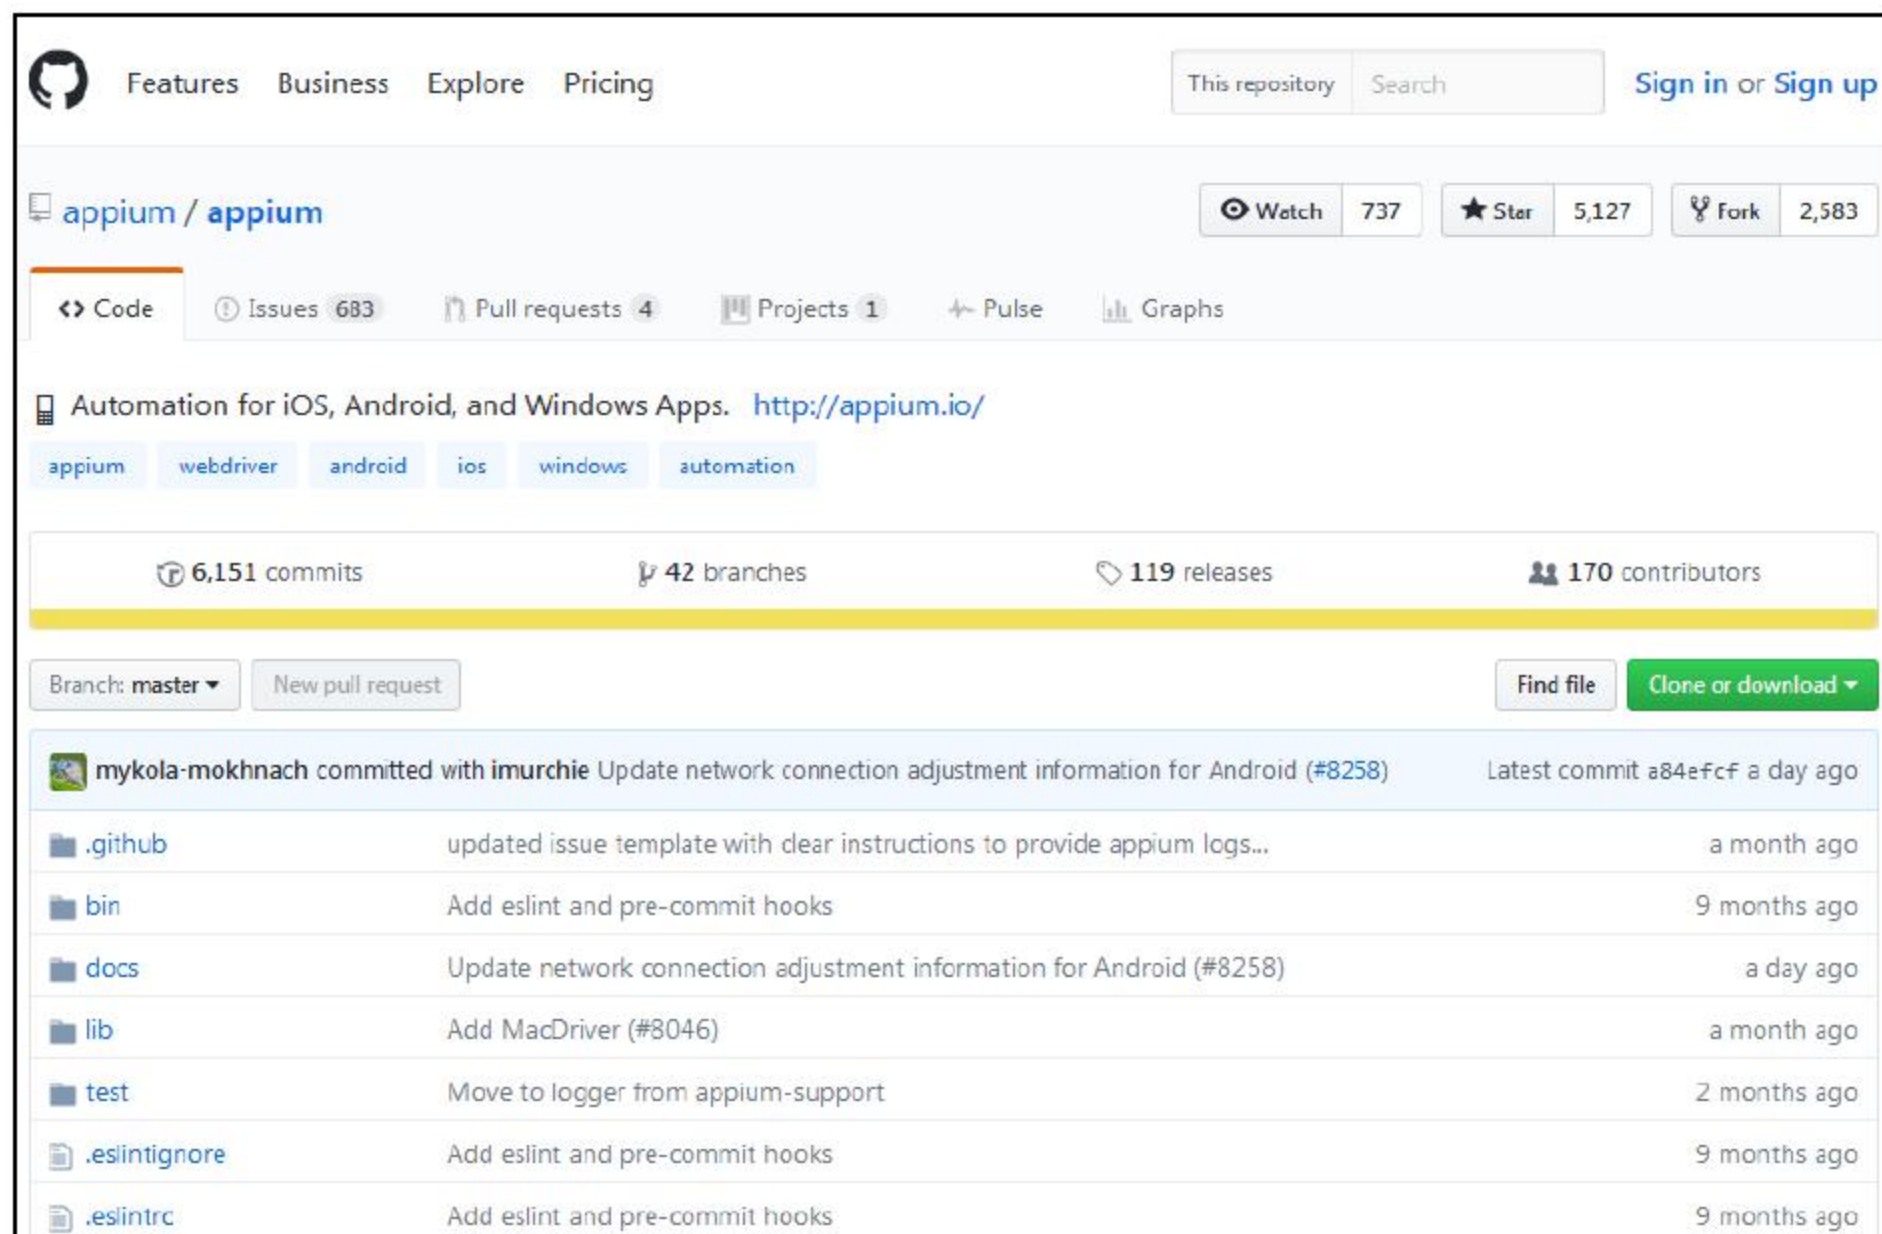 Features Business Explore Pricing This repository Search Sign in or Sign up
appium / appium Watch 737 Star 5,127 Fork 2,583
<> Code Issues 683 Pull requests 4 Projects 1 Pulse Graphs
Automation for iOS, Android, and Windows Apps. http://appium.io/
appium webdriver android ios windows automation
6,151 commits 42 branches 119 releases 170 contributors
Branch: master New pull request Find file Clone or download
mykola-mokhnach committed with imurchie Update network connection adjustment information for Android (#8258) Latest commit a84efcf a day ago
.github updated issue template with clear instructions to provide appium logs... a month ago
bin Add eslint and pre-commit hooks 9 months ago
docs Update network connection adjustment information for Android (#8258) a day ago
lib Add MacDriver (#8046) a month ago
test Move to logger from appium-support 2 months ago
.eslintignore Add eslint and pre-commit hooks 9 months ago
.eslintrc Add eslint and pre-commit hooks 9 months ago